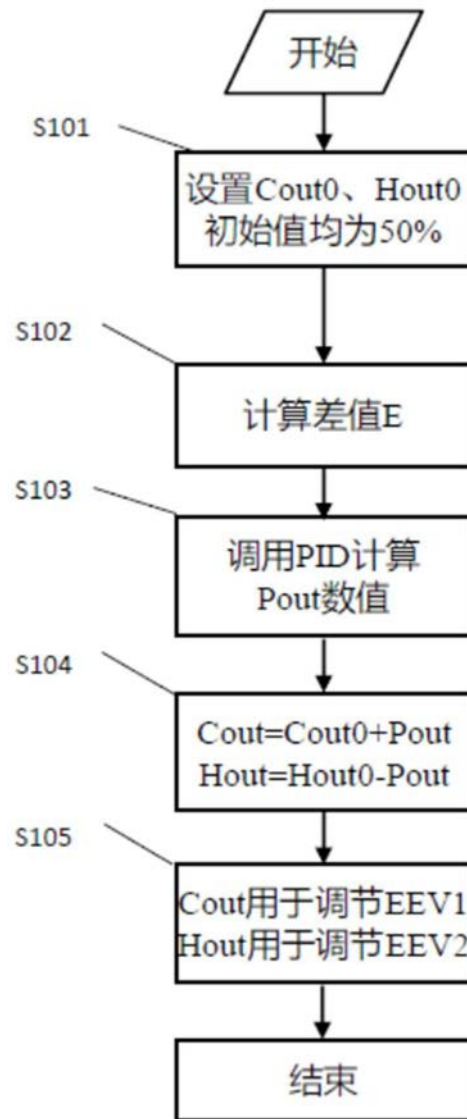 开始
S101
设置Cout0、Hout0
初始值均为50%
S102
计算差值E
S103
调用PID计算
Pout数值
S104
Cout=Cout0+Pout
Hout=Hout0-Pout
S105
Cout用于调节EEV1
Hout用于调节EEV2
结束